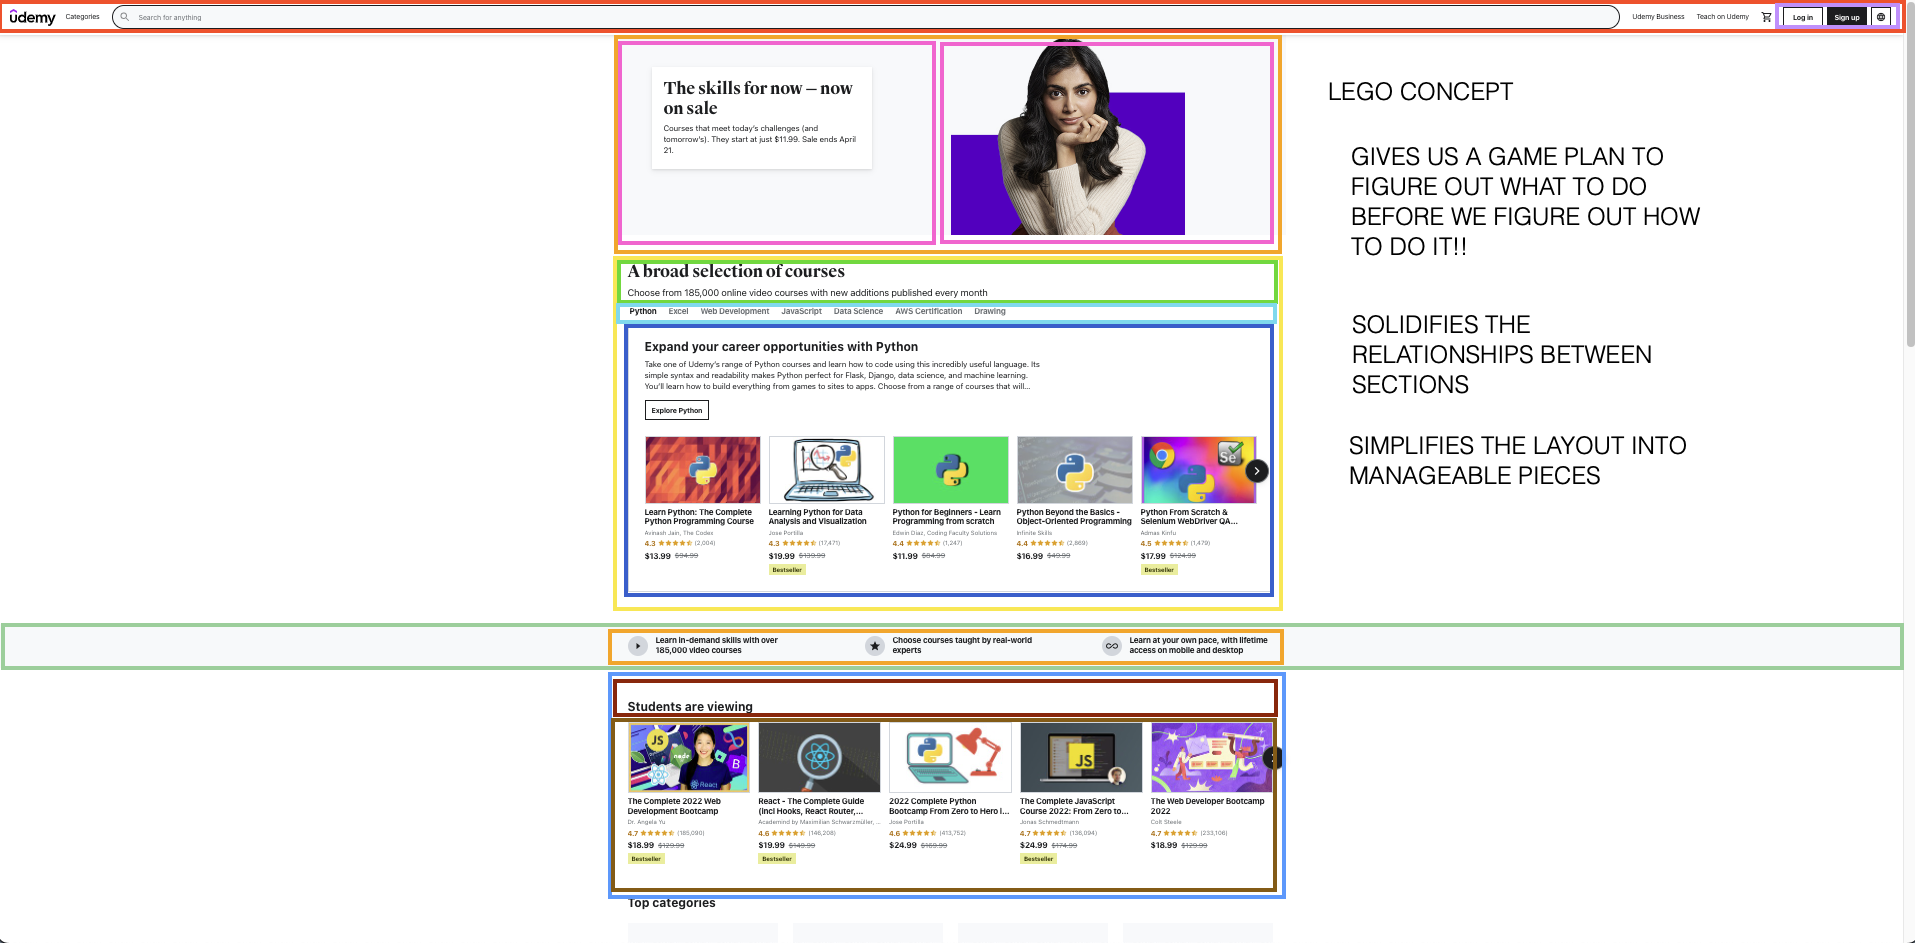 Udemy
Categories
Search for anything
Udemy Business
Teach on Udemy
Log in
Sign up
The skills for now — now
on sale
Courses that meet today's challenges (and
tomorrow's). They start at just $11.99. Sale ends April
21.
LEGO CONCEPT
GIVES US A GAME PLAN TO
FIGURE OUT WHAT TO DO
BEFORE WE FIGURE OUT HOW
TO DO IT!!
SOLIDIFIES THE
RELATIONSHIPS BETWEEN
SECTIONS
SIMPLIFIES THE LAYOUT INTO
MANAGEABLE PIECES
A broad selection of courses
Choose from 185,000 online video courses with new additions published every month
Python Excel Web Development JavaScript Data Science AWS Certification Drawing
Expand your career opportunities with Python
Take one of Udemy's range of Python courses and learn how to code using this incredibly useful language. Its
simple syntax and readability makes Python perfect for Flask, Django, data science, and machine learning.
You'll learn how to build everything from games to sites to apps. Choose from a range of courses that will...
Explore Python
Se
Learn Python: The Complete
Python Programming Course
Avinash Jain, The Codex
4.3 (2,004)
$13.99 $94.99
Learning Python for Data
Analysis and Visualization
Jose Portilla
4.3 (17,471)
$19.99 $139.99
Bestseller
Python for Beginners - Learn
Programming from scratch
Edwin Diaz, Coding Faculty Solutions
4.4 (1,247)
$11.99 $84.99
Python Beyond the Basics -
Object-Oriented Programming
Infinite Skills
4.4 (2,869)
$16.99 $49.99
Python From Scratch &
Selenium WebDriver QA...
Admas Kinfu
4.5 (1,479)
$17.99 $124.99
Bestseller
Learn in-demand skills with over
185,000 video courses
Choose courses taught by real-world
experts
Learn at your own pace, with lifetime
access on mobile and desktop
Students are viewing
JS
node
B
React
JS
The Complete 2022 Web
Development Bootcamp
Dr. Angela Yu
4.7 (185,090)
$18.99 $129.99
Bestseller
React - The Complete Guide
(incl Hooks, React Router,...
Academind by Maximilian Schwarzmüller, ...
4.6 (146,208)
$19.99 $149.99
Bestseller
2022 Complete Python
Bootcamp From Zero to Hero i...
Jose Portilla
4.6 (413,752)
$24.99 $169.99
The Complete JavaScript
Course 2022: From Zero to...
Jonas Schmedtmann
4.7 (136,094)
$24.99 $174.99
Bestseller
The Web Developer Bootcamp
2022
Colt Steele
4.7 (233,106)
$18.99 $129.99
Top categories